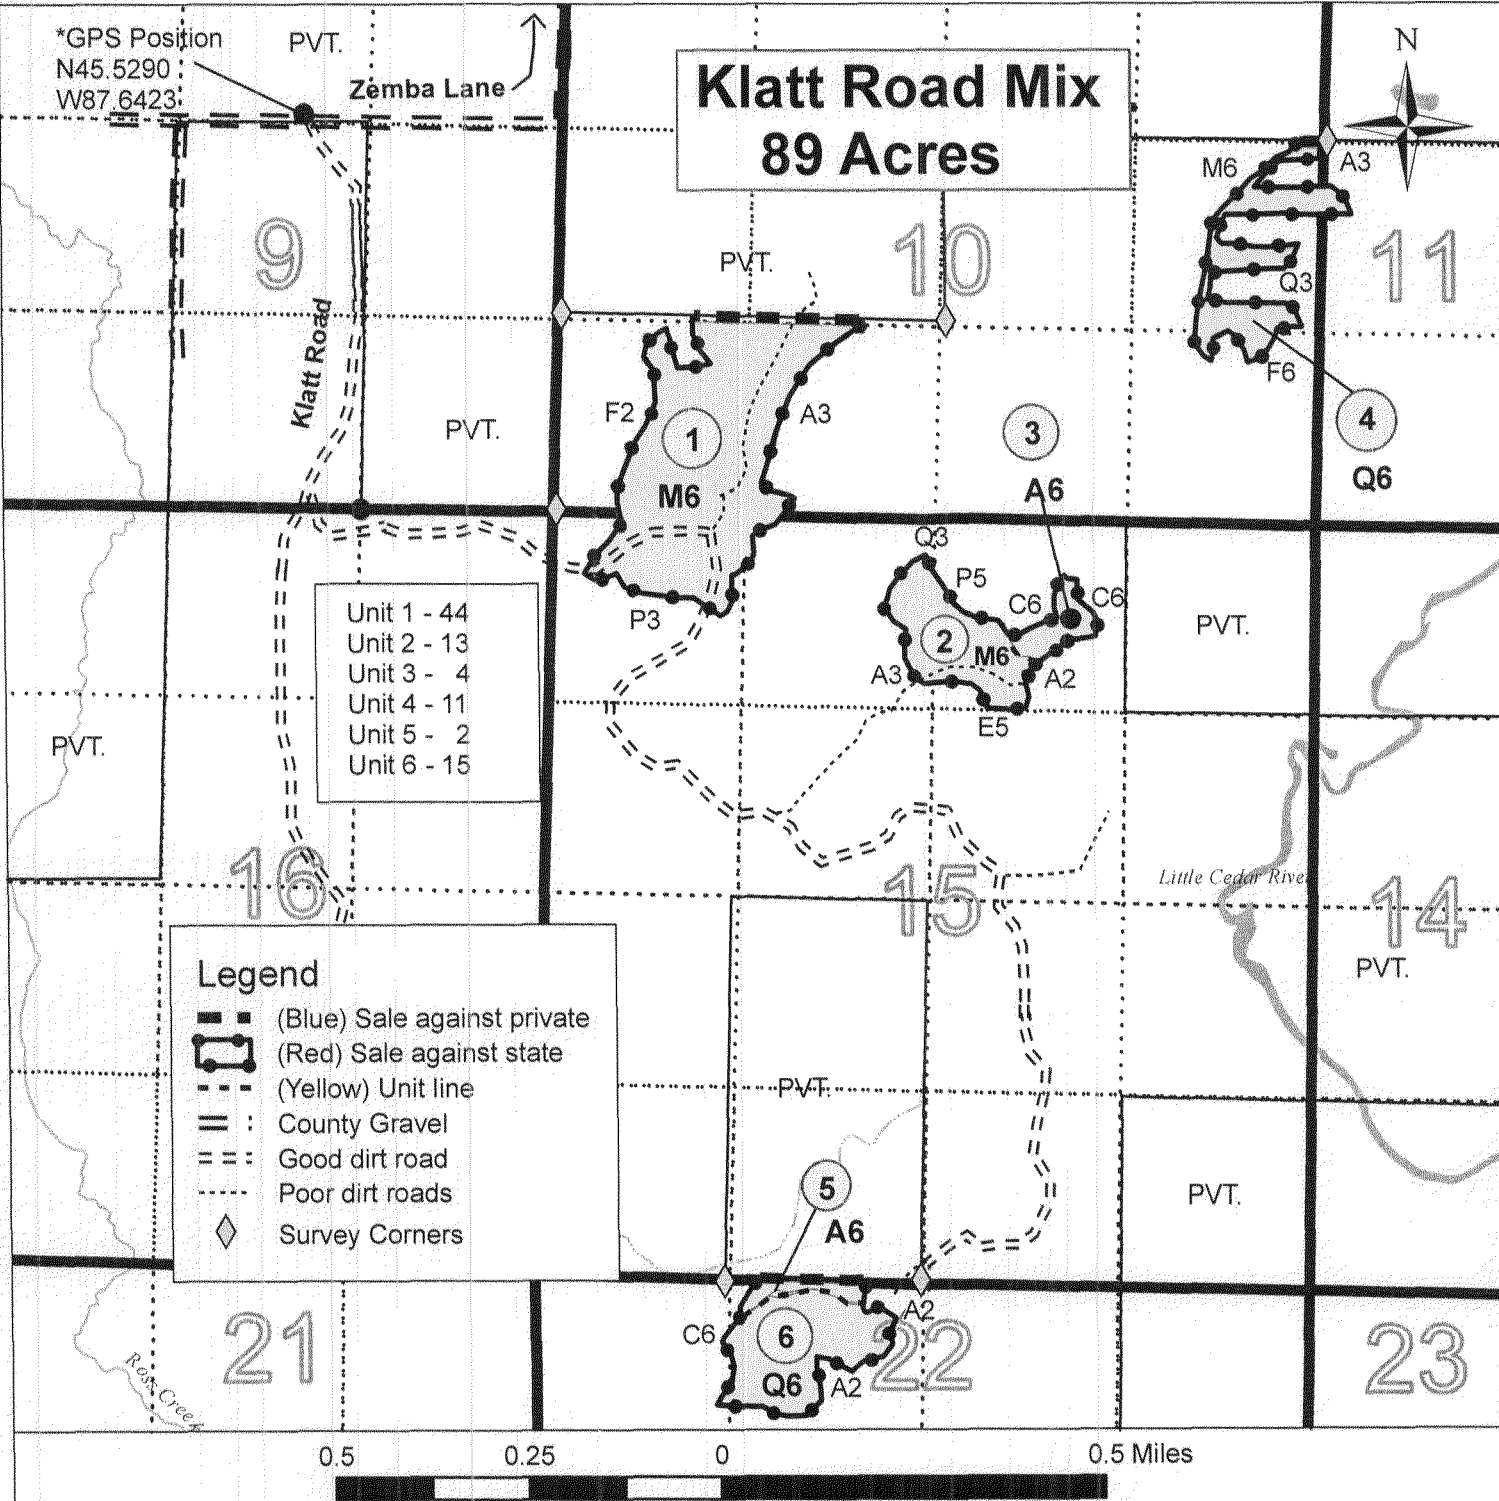 *GPS Position
N45.5290
W87.6423
PVT.
Zemba Lane
Klatt Road Mix
89 Acres
N
M6
A3
9
10
11
PVT.
Q3
Klatt Road
F6
F2
1
A3
PVT.
3
4
M6
A6
Q6
Q3
P5
C6
C6
P3
2
M6
PVT.
A3
A2
E5
Unit 1 - 44
Unit 2 - 13
Unit 3 - 4
Unit 4 - 11
Unit 5 - 2
Unit 6 - 15
PVT.
16
15
Little Cedar River
14
PVT.
Legend
(Blue) Sale against private
(Red) Sale against state
(Yellow) Unit line
County Gravel
Good dirt road
Poor dirt roads
Survey Corners
PVT.
5
A6
PVT.
A2
C6
6
21
22
23
Q6
A2
Ross Creek
0.5
0.25
0
0.5 Miles